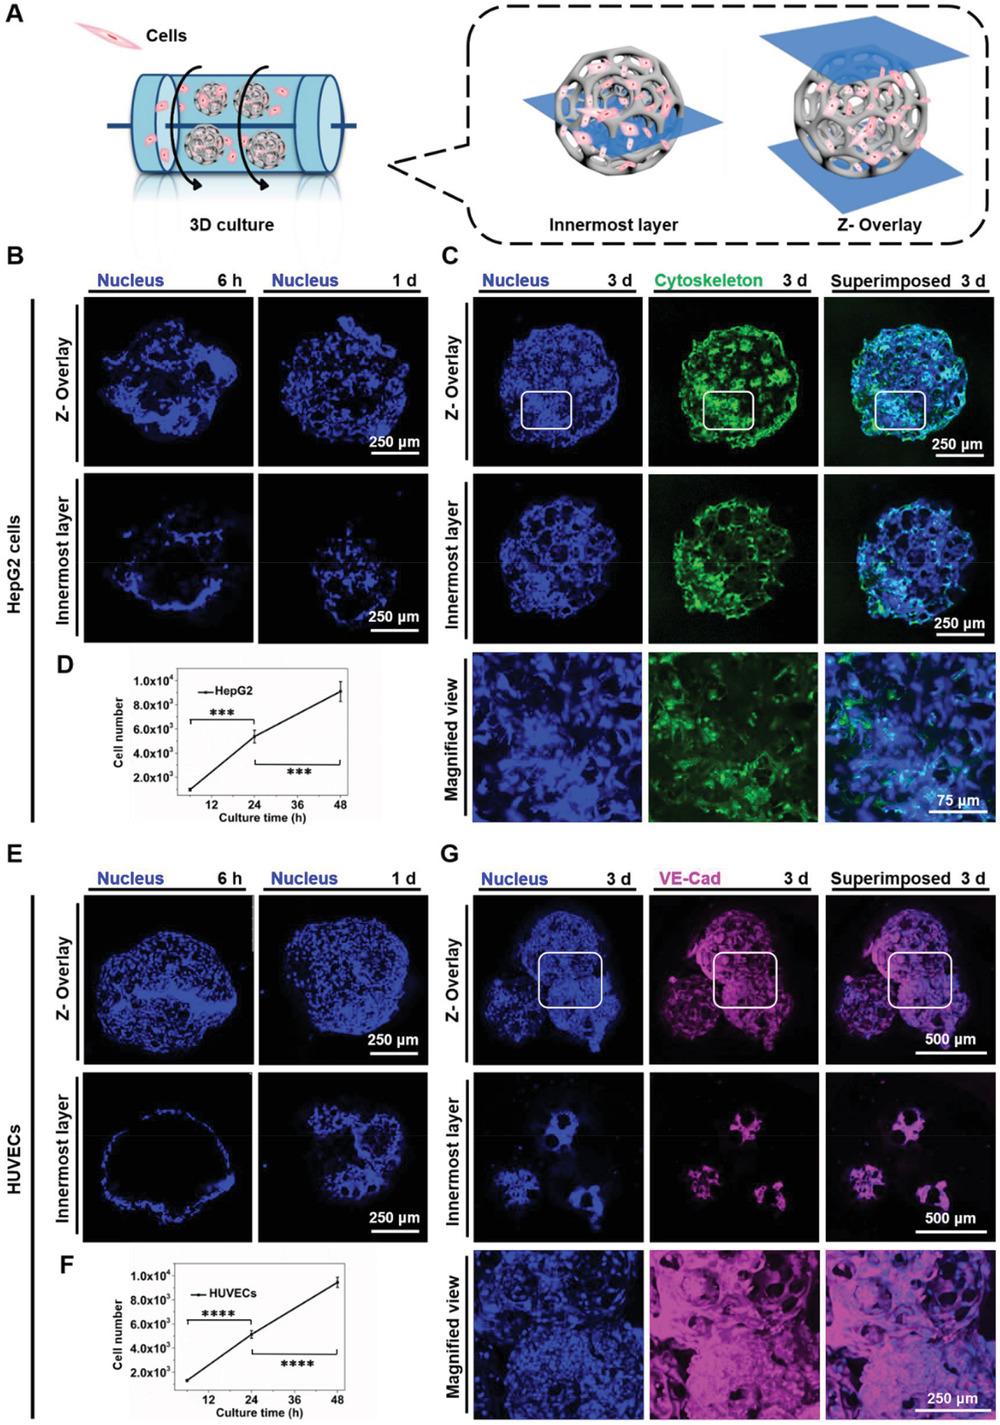 A
Cells
3D culture
Innermost layer
Z- Overlay
B
Nucleus 6 h
Nucleus 1 d
C
Nucleus 3 d
Cytoskeleton 3 d
Superimposed 3 d
HepG2 cells
Z- Overlay
250 µm
Z- Overlay
250 µm
Innermost layer
250 µm
Innermost layer
250 µm
Magnified view
75 µm
D
Cell number
1.0x10⁴
8.0x10³
6.0x10³
4.0x10³
2.0x10³
HepG2
***
***
12 24 36 48
Culture time (h)
E
Nucleus 6 h
Nucleus 1 d
G
Nucleus 3 d
VE-Cad 3 d
Superimposed 3 d
HUVECs
Z- Overlay
250 µm
Z- Overlay
500 µm
Innermost layer
250 µm
Innermost layer
500 µm
Magnified view
250 µm
F
Cell number
1.0x10⁴
8.0x10³
6.0x10³
4.0x10³
2.0x10³
HUVECs
****
****
12 24 36 48
Culture time (h)